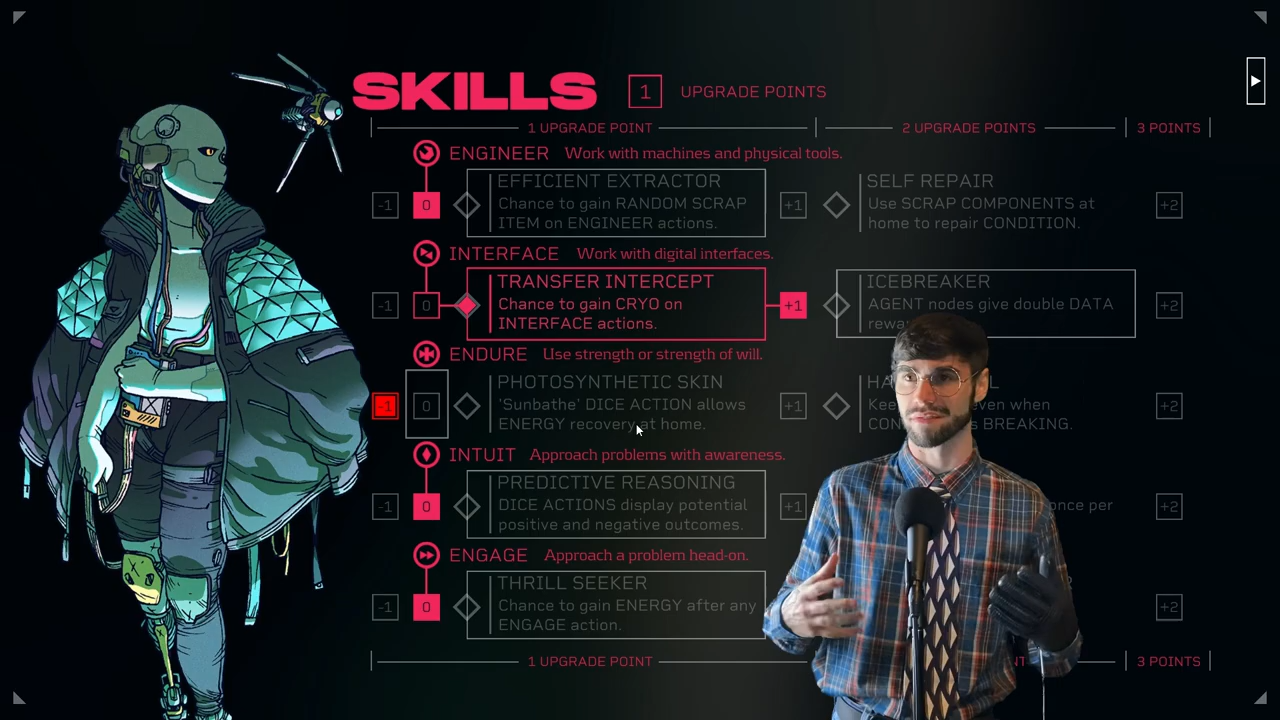 SKILLS 1 UPGRADE POINTS
1 UPGRADE POINT 2 UPGRADE POINTS 3 POINTS
ENGINEER Work with machines and physical tools.
EFFICIENT EXTRACTOR SELF REPAIR
-1 0 Chance to gain RANDOM SCRAP +1 Use SCRAP COMPONENTS at +2
ITEM on ENGINEER actions. home to repair CONDITION.
INTERFACE Work with digital interfaces.
TRANSFER INTERCEPT ICEBREAKER
-1 0 Chance to gain CRYO on +1 AGENT nodes give double DATA +2
INTERFACE actions.
ENDURE Use strength or strength of will.
PHOTOSYNTHETIC SKIN
-1 0 'Sunbathe' DICE ACTION allows +1 even when +2
ENERGY recovery at home. BREAKING.
INTUIT Approach problems with awareness.
PREDICTIVE REASONING
-1 0 DICE ACTIONS display potential +1 once per +2
positive and negative outcomes.
ENGAGE Approach a problem head-on.
THRILL SEEKER
-1 0 Chance to gain ENERGY after any +2
ENGAGE action.
1 UPGRADE POINT 3 POINTS